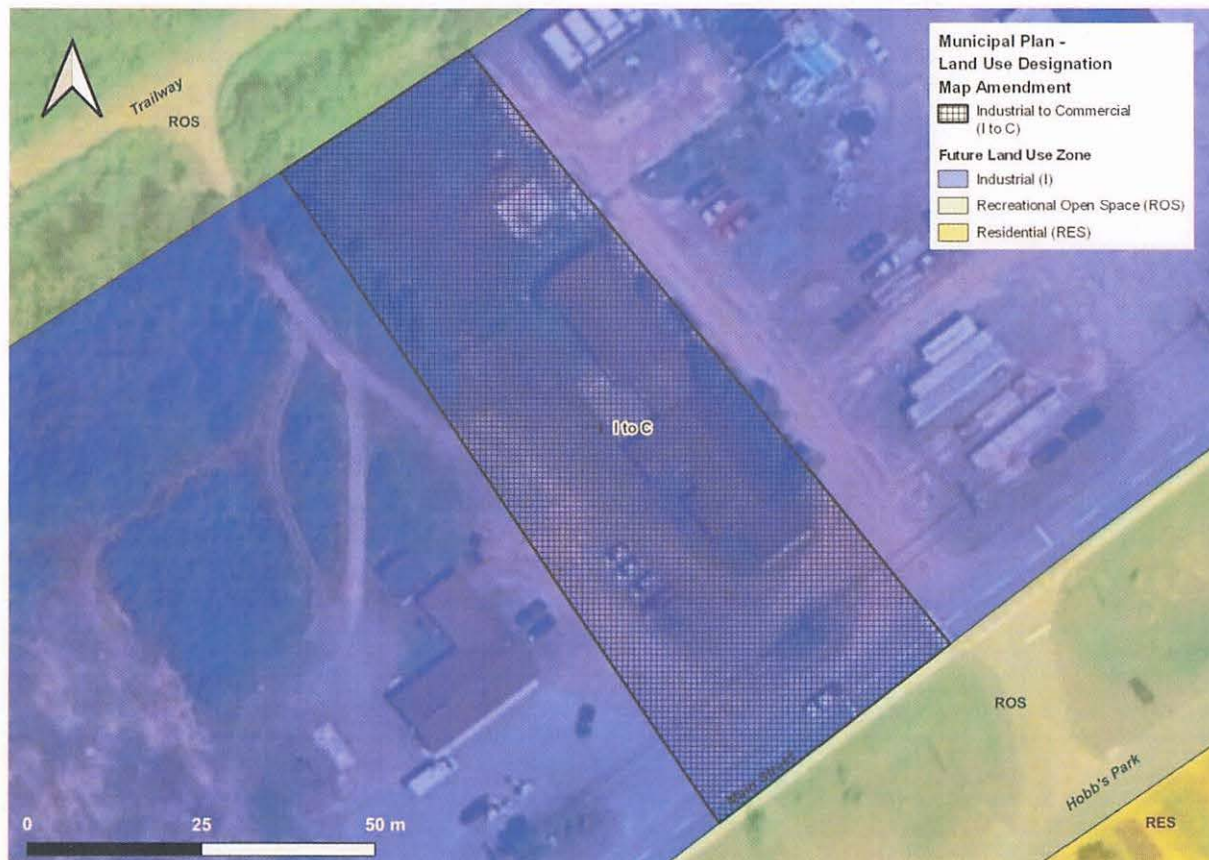 Municipal Plan -
Land Use Designation
Map Amendment
Industrial to Commercial
(I to C)
Future Land Use Zone
Industrial (I)
Recreational Open Space (ROS)
Residential (RES)
Trailway
ROS
I to C
Main Street
ROS
Hobb's Park
RES
0 25 50 m